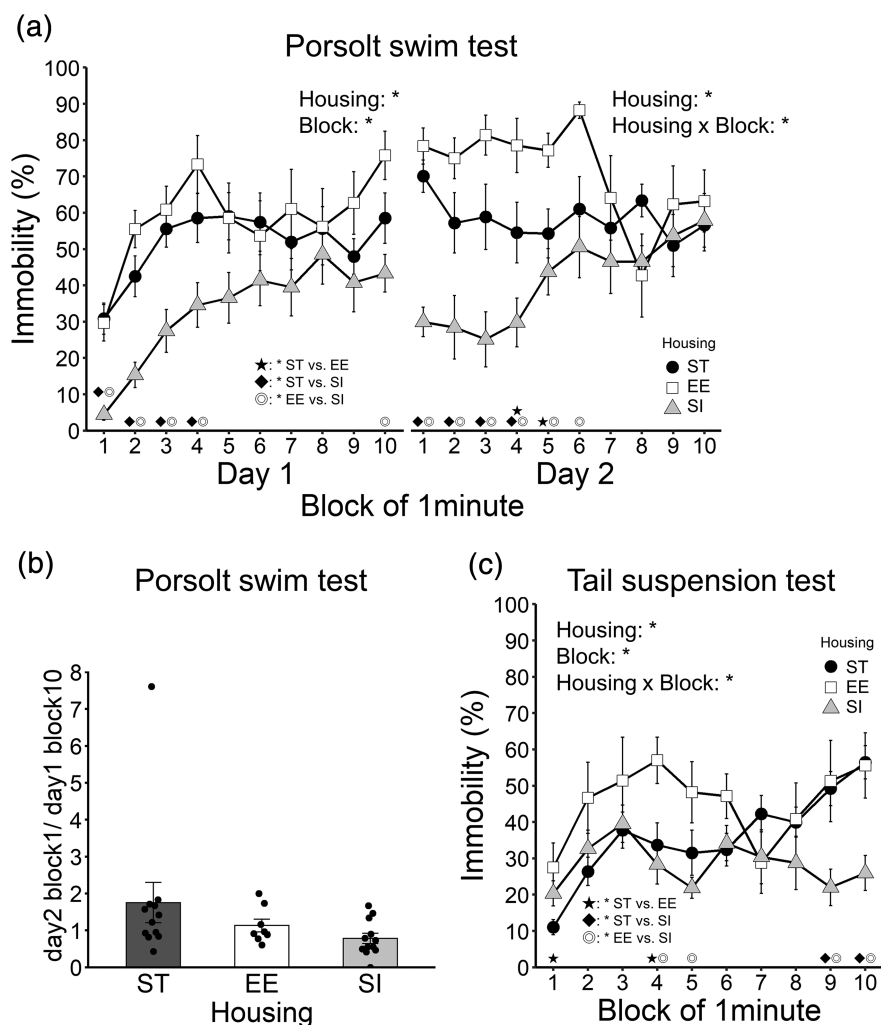 (a)
Porsolt swim test
Immobility (%)
100
90
80
70
60
50
40
30
20
10
0
Housing: *
Block: *
Housing: *
Housing x Block: *
★: * ST vs. EE
◆: * ST vs. SI
◎: * EE vs. SI
Housing
ST
EE
SI
1 2 3 4 5 6 7 8 9 10 1 2 3 4 5 6 7 8 9 10
Day 1 Day 2
Block of 1minute
(b)
Porsolt swim test
day2 block1/ day1 block10
8
7
6
5
4
3
2
1
0
ST EE SI
Housing
(c)
Tail suspension test
Immobility (%)
100
90
80
70
60
50
40
30
20
10
0
Housing: *
Block: *
Housing x Block: *
Housing
ST
EE
SI
★: * ST vs. EE
◆: * ST vs. SI
◎: * EE vs. SI
1 2 3 4 5 6 7 8 9 10
Block of 1minute